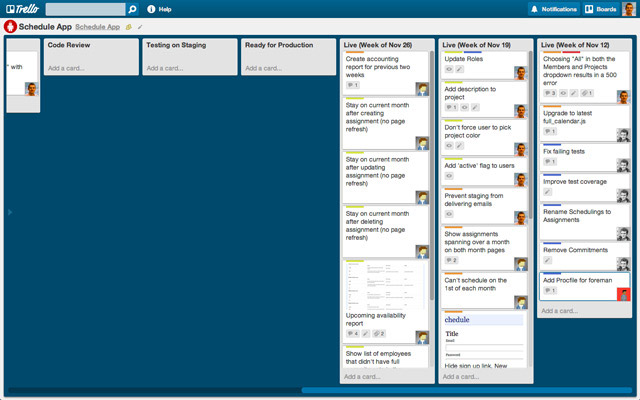 Trello
Help
Notifications
Boards
Schedule App
Schedule App
" with
Code Review
Add a card...
Testing on Staging
Add a card...
Ready for Production
Add a card...
Live (Week of Nov 26)
Create accounting
report for previous two
weeks
1
Stay on current month
after creating
assignment (no page
refresh)
Stay on current month
after updating
assignment (no page
refresh)
Stay on current month
after deleting
assignment (no page
refresh)
Upcoming availability
report
4
2
Show list of employees
that didn't have full
Add a card...
Live (Week of Nov 19)
Update Roles
Add description to
project
1
Don't force user to pick
project color
Add 'active' flag to users
Prevent staging from
delivering emails
Show assignments
spanning over a month
on both month pages
2
Can't schedule on the
1st of each month
chedule
Title
Email
Password
Hide sign up link. New
Add a card...
Live (Week of Nov 12)
Choosing "All" in both the
Members and Projects
dropdown results in a 500
error
3
1
Upgrade to latest
full_calendar.js
1
Fix failing tests
1
Improve test coverage
Rename Schedulings to
Assignments
Remove Commitments
Add Procfile for foreman
1
Add a card...